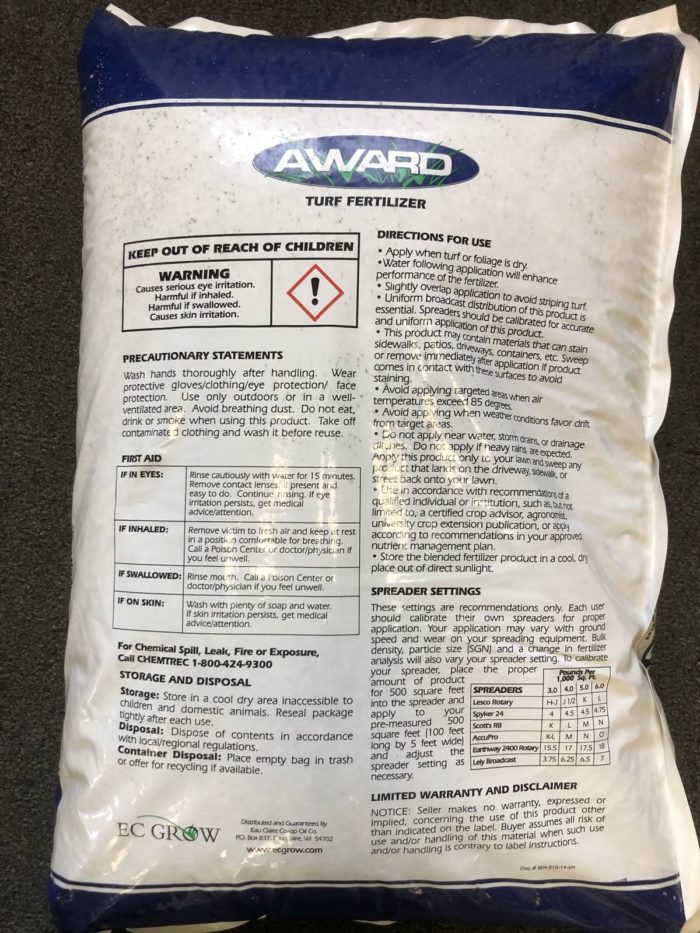 AWARD
TURF FERTILIZER
KEEP OUT OF REACH OF CHILDREN
WARNING
Causes serious eye irritation.
Harmful if inhaled.
Harmful if swallowed.
Causes skin irritation.
PRECAUTIONARY STATEMENTS
Wash hands thoroughly after handling. Wear
protective gloves/clothing/eye protection/ face
protection. Use only outdoors or in a well-
ventilated area. Avoid breathing dust. Do not eat,
drink or smoke when using this product. Take off
contaminated clothing and wash it before reuse.
FIRST AID
IF IN EYES: Rinse cautiously with water for 15 minutes.
Remove contact lenses if present and
easy to do. Continue rinsing. If eye
irritation persists, get medical
advice/attention.
IF INHALED: Remove victim to fresh air and keep at rest
in a position comfortable for breathing.
Call a Poison Center or doctor/physician if
you feel unwell.
IF SWALLOWED: Rinse mouth. Call a Poison Center or
doctor/physician if you feel unwell.
IF ON SKIN: Wash with plenty of soap and water.
If skin irritation persists, get medical
advice/attention.
For Chemical Spill, Leak, Fire or Exposure,
Call CHEMTREC 1-800-424-9300
STORAGE AND DISPOSAL
Storage: Store in a cool dry area inaccessible to
children and domestic animals. Reseal package
tightly after each use.
Disposal: Dispose of contents in accordance
with local/regional regulations.
Container Disposal: Place empty bag in trash
or offer for recycling if available.
EC GROW
Distributed and Guaranteed By
Eau Claire Co-op Oil Co.
P.O. Box 837, Eau Claire, WI 54702
www.ecgrow.com
DIRECTIONS FOR USE
• Apply when turf or foliage is dry.
• Water following application will enhance
performance of the fertilizer.
• Slightly overlap application to avoid striping turf.
• Uniform broadcast distribution of this product is
essential. Spreaders should be calibrated for accurate
and uniform application of this product.
• This product may contain materials that can stain
sidewalks, patios, driveways, containers, etc. Sweep
or remove immediately after application if product
comes in contact with these surfaces to avoid
staining.
• Avoid applying targeted areas when air
temperatures exceed 85 degrees.
• Avoid applying when weather conditions favor drift
from target areas.
• Do not apply near water, storm drains, or drainage
ditches. Do not apply if heavy rains are expected.
Apply this product only to your lawn and sweep any
product that lands on the driveway, sidewalk, or
street back onto your lawn.
• Use in accordance with recommendations of a
qualified individual or institution, such as, but not
limited to, a certified crop advisor, agronomist,
university crop extension publication, or apply
according to recommendations in your approved
nutrient management plan.
• Store the blended fertilizer product in a cool, dry
place out of direct sunlight.
SPREADER SETTINGS
These settings are recommendations only. Each user
should calibrate their own spreaders for proper
application. Your application may vary with ground
speed and wear on your spreading equipment. Bulk
density, particle size (SGN) and a change in fertilizer
analysis will also vary your spreader setting. To calibrate
your spreader, place the proper
amount of product
for 500 square feet
into the spreader and
apply to your
pre-measured 500
square feet (100 feet
long by 5 feet wide)
and adjust the
spreader setting as
necessary.
Pounds Per
1,000 Sq. Ft.
SPREADERS 3.0 4.0 5.0 6.0
Lesco Rotary H-J J1/2 K L
Spyker 24 4 4.5 4.5 4.75
Scott's R8 K L M N
AccuPro K-L M N O
Earthway 2400 Rotary 15.5 17 17.5 18
Lely Broadcast 3.75 6.25 6.5 7
LIMITED WARRANTY AND DISCLAIMER
NOTICE: Seller makes no warranty, expressed or
implied, concerning the use of this product other
than indicated on the label. Buyer assumes all risk of
use and/or handling of this material when such use
and/or handling is contrary to label instructions.